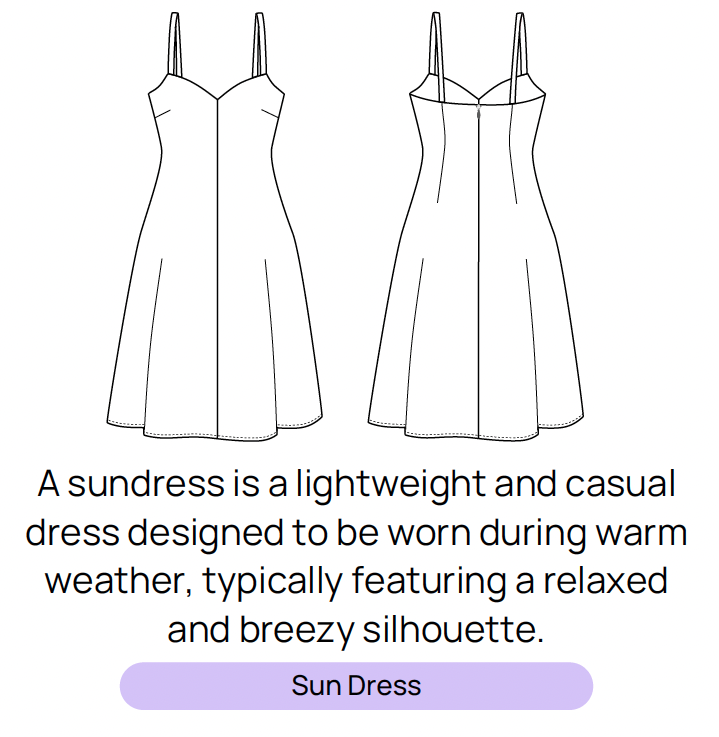 A sundress is a lightweight and casual
dress designed to be worn during warm
weather, typically featuring a relaxed
and breezy silhouette.
Sun Dress